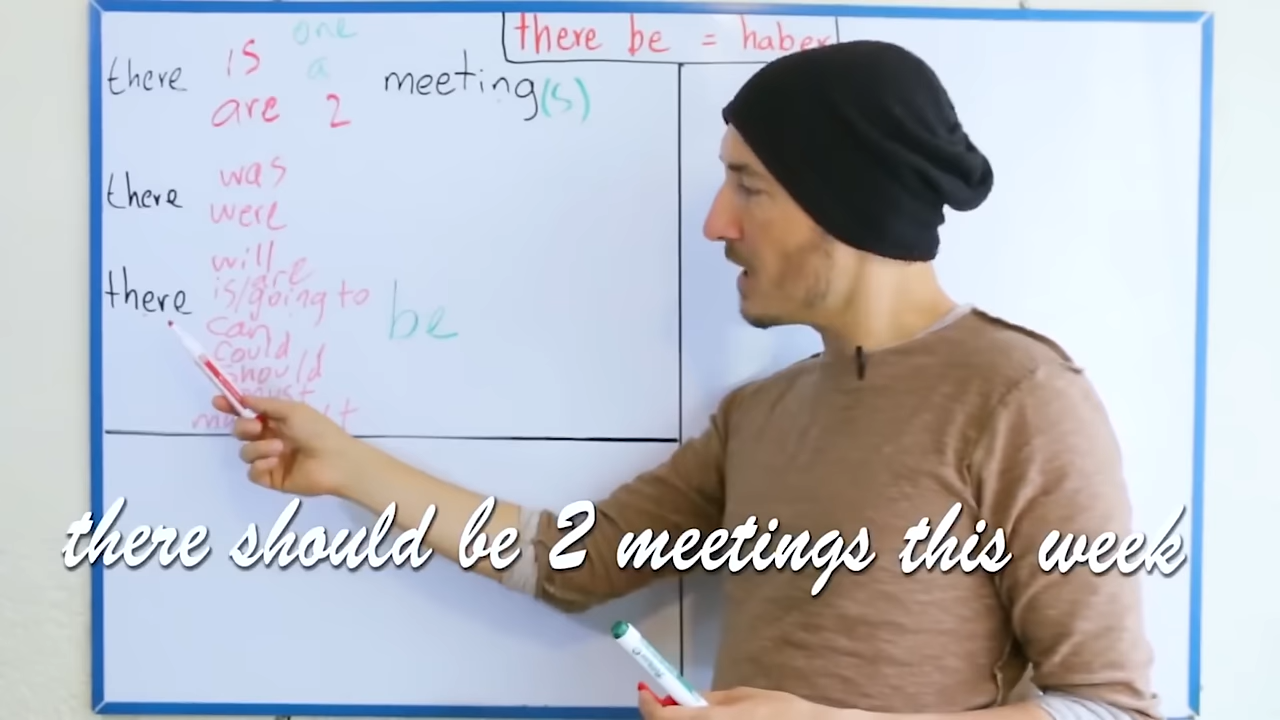 there be = haber
one
there is a meeting(s)
are 2
there was
were
will
are
there is/going to be
can
could
should
there should be 2 meetings this week